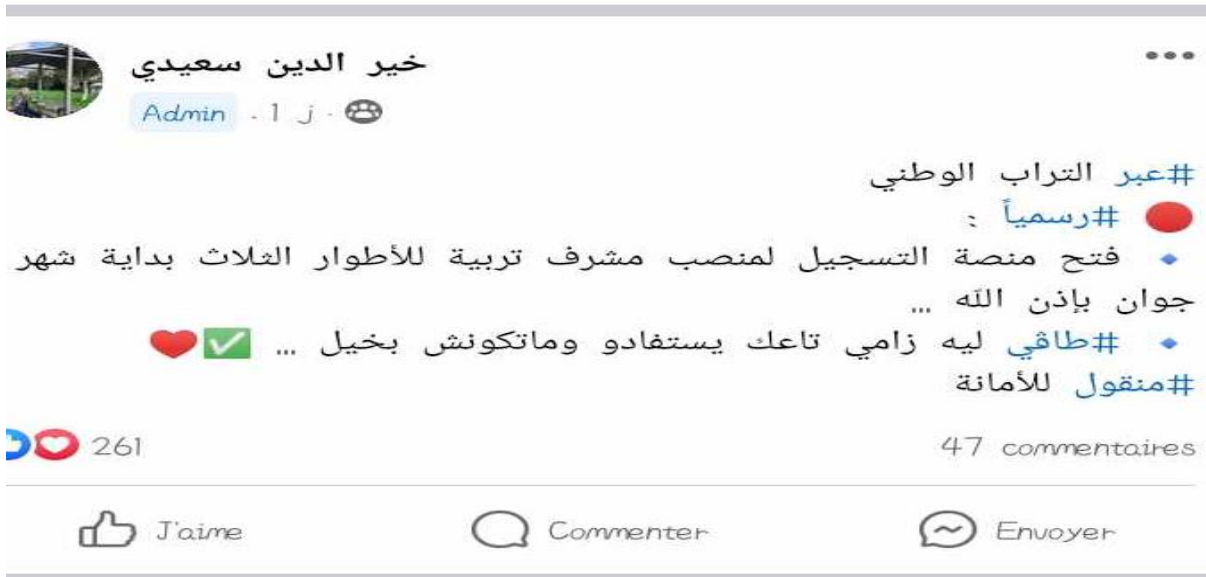 خير الدين سعيدي
Admin . 1 ز .
#عبر التراب الوطني
🔴 #رسمياً :
🔹 فتح منصة التسجيل لمنصب مشرف تربية للأطوار الثلاث بداية شهر
جوان بإذن الله ...
🔹 #طاڨي ليه زامي تاعك يستفادو وماتكونش بخيل ... ✅❤️
#منقول للأمانة
261
47 commentaires
J'aime
Commenter
Envoyer